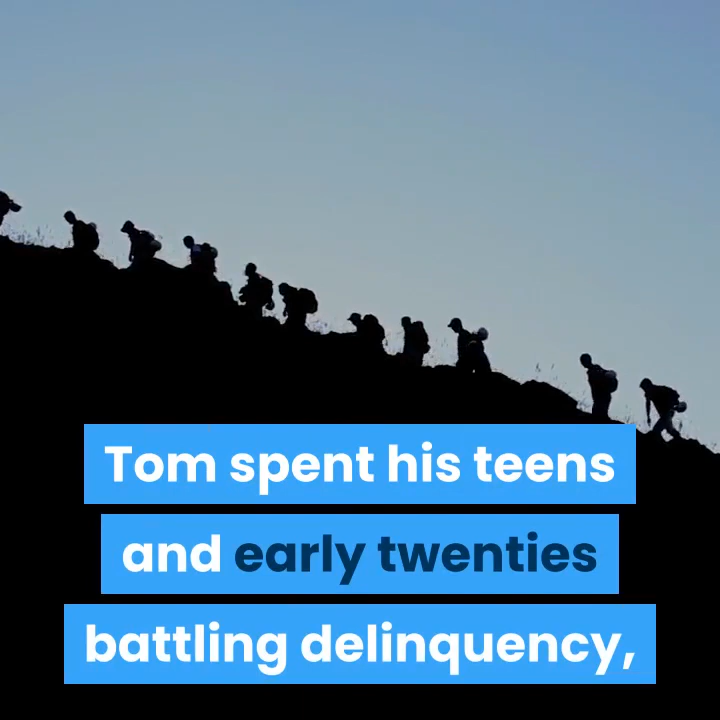 Tom spent his teens
and early twenties
battling delinquency,